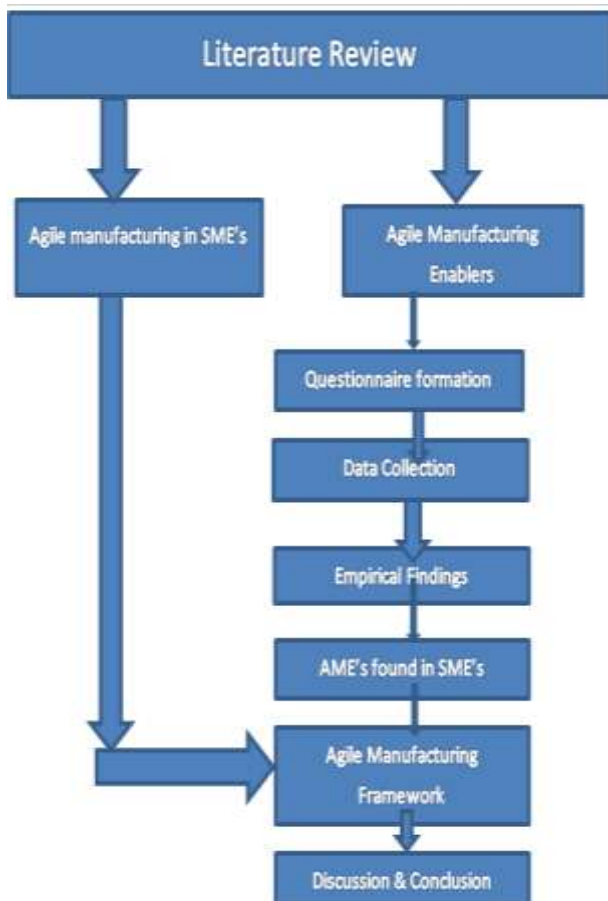 Literature Review
Agile manufacturing in SME's
Agile Manufacturing
Enablers
Questionnaire formation
Data Collection
Empirical Findings
AME's found in SME's
Agile Manufacturing
Framework
Discussion & Conclusion